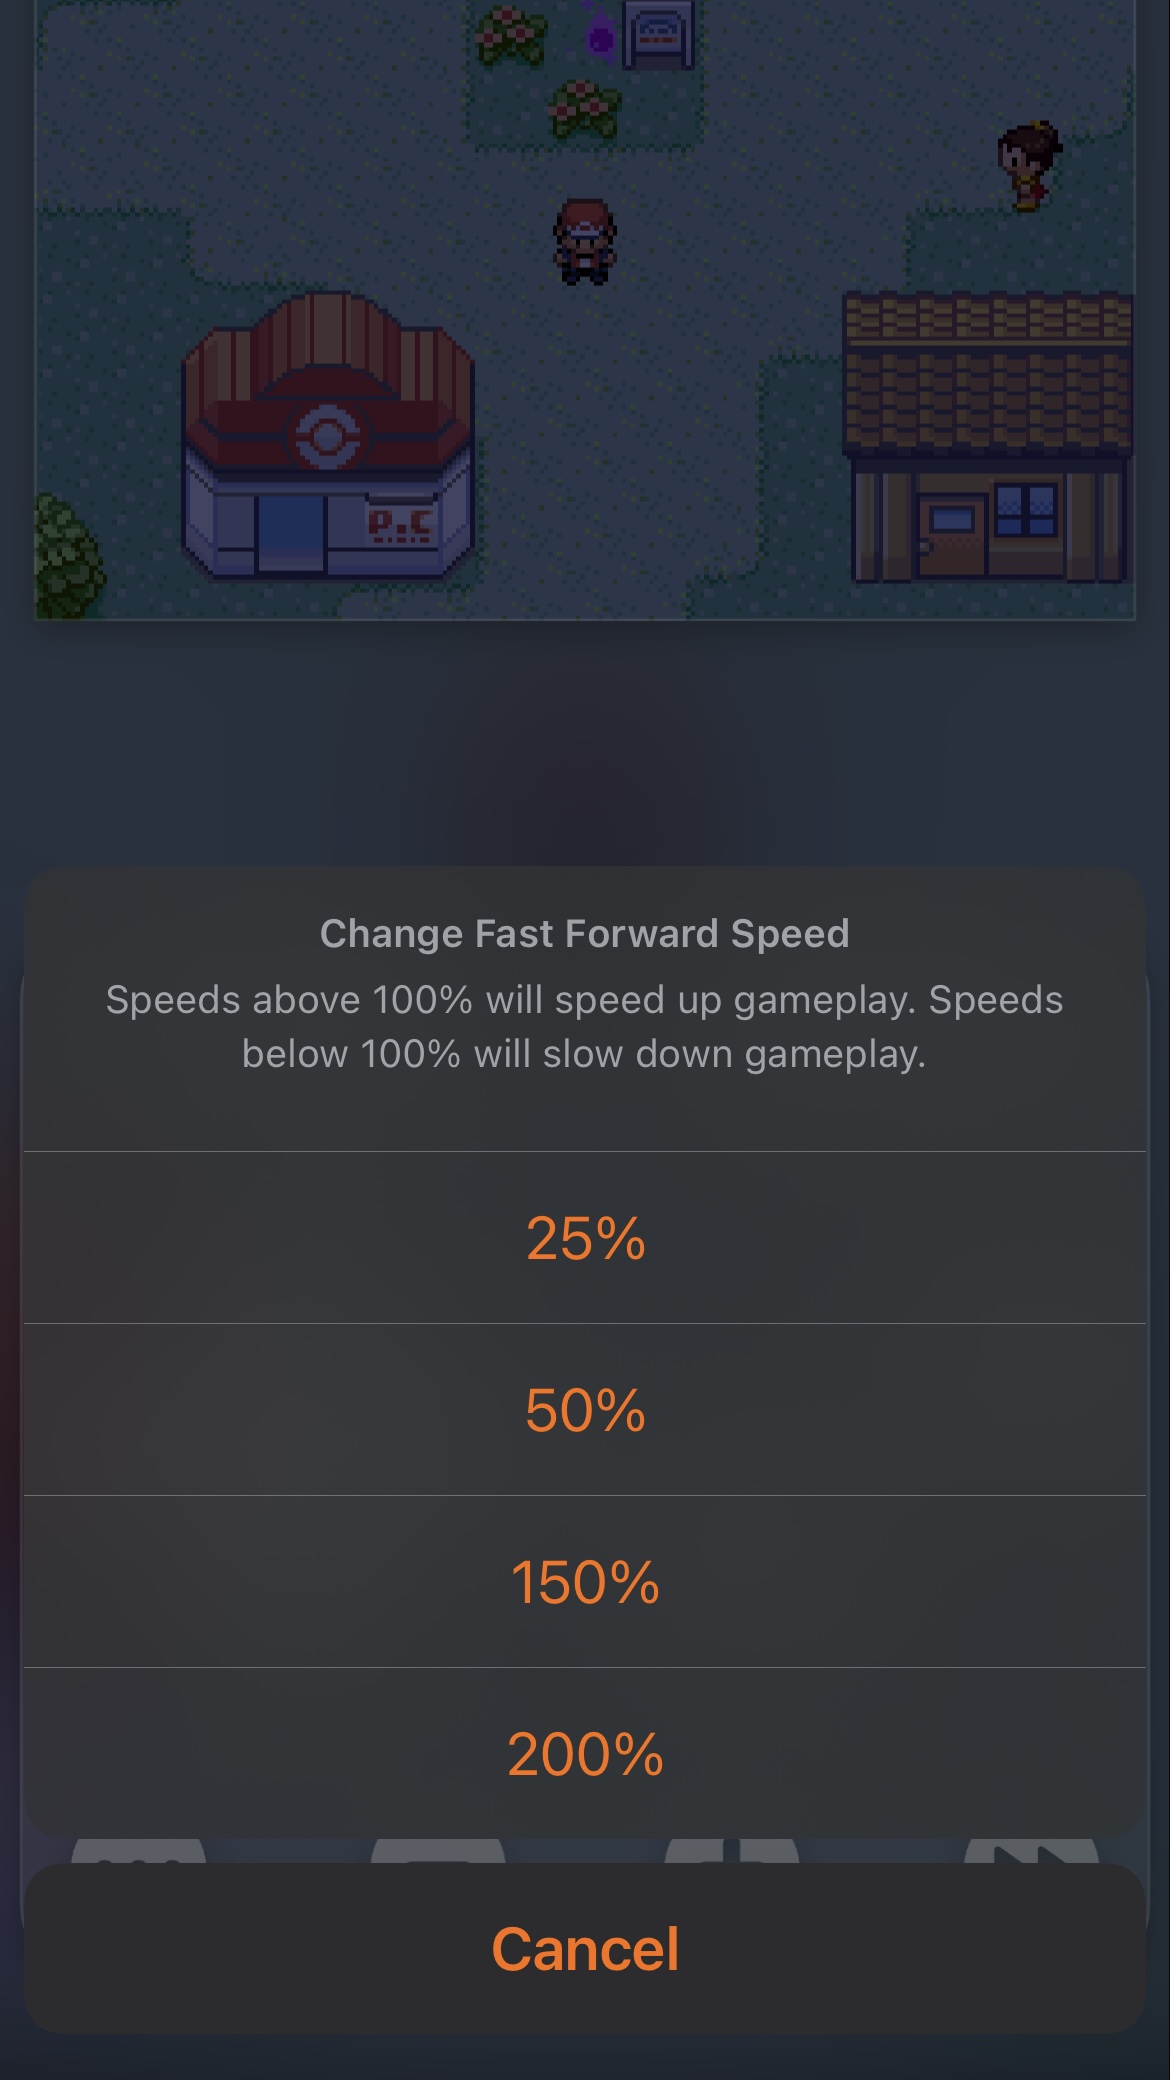 P.C
Change Fast Forward Speed
Speeds above 100% will speed up gameplay. Speeds
below 100% will slow down gameplay.
25%
50%
150%
200%
Cancel